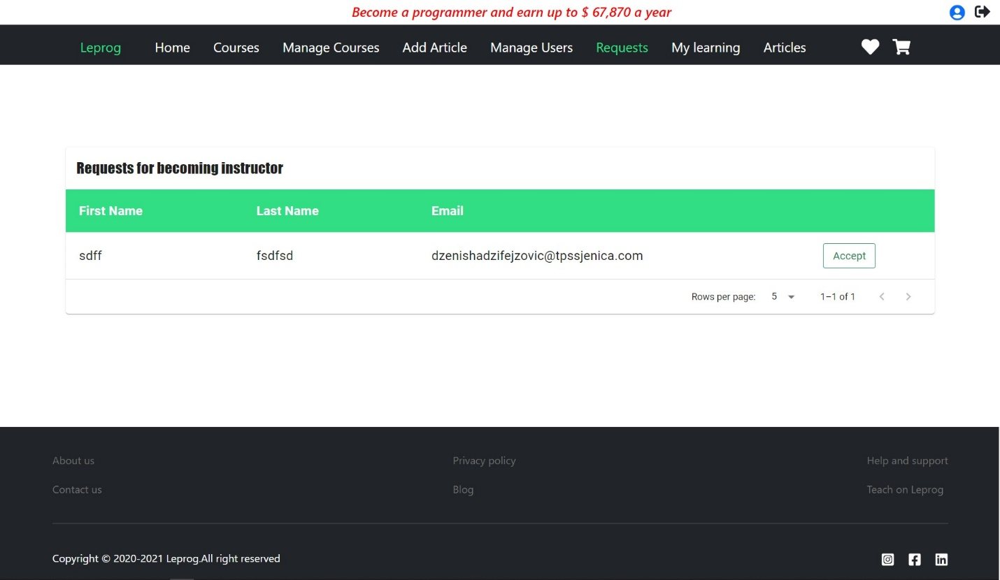 Become a programmer and earn up to $ 67,870 a year
Leprog Home Courses Manage Courses Add Article Manage Users Requests My learning Articles
Requests for becoming instructor
First Name Last Name Email
sdff fsdfsd dzenishadzifejzovic@tpssjenica.com Accept
Rows per page: 5 1–1 of 1
About us Privacy policy Help and support
Contact us Blog Teach on Leprog
Copyright © 2020-2021 Leprog.All right reserved